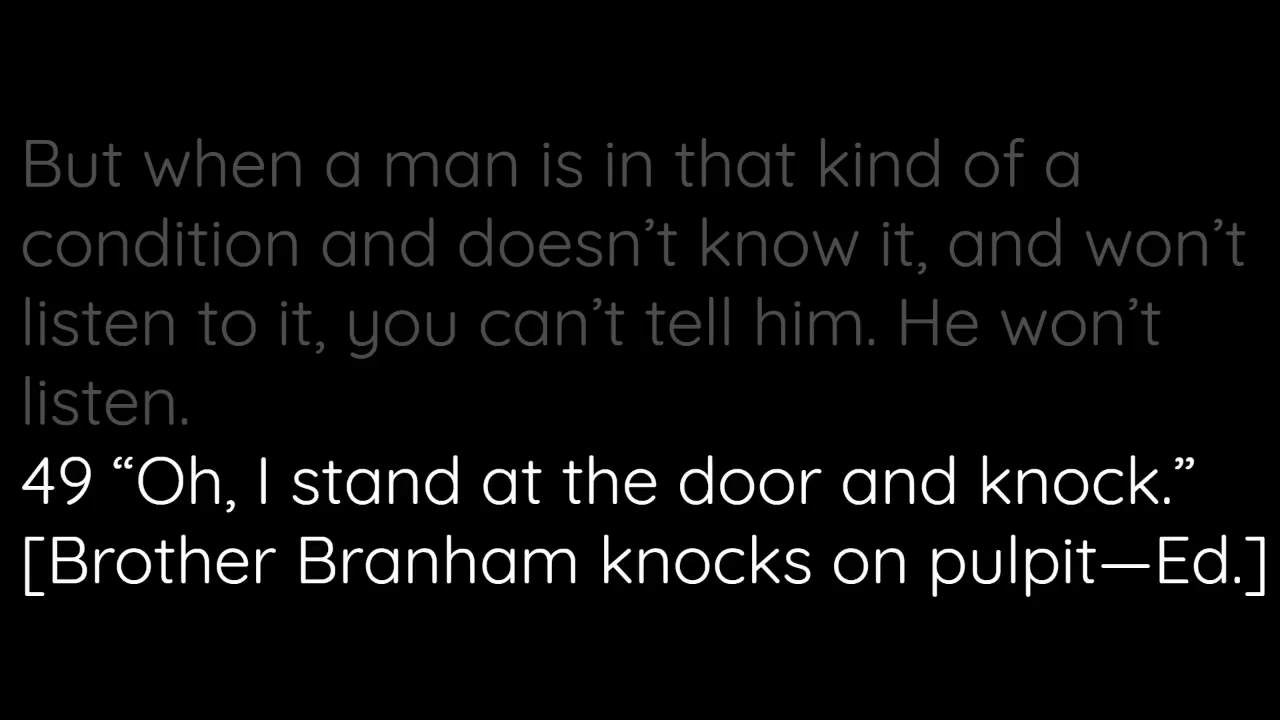 But when a man is in that kind of a
condition and doesn’t know it, and won’t
listen to it, you can’t tell him. He won’t
listen.
49 “Oh, I stand at the door and knock.”
[Brother Branham knocks on pulpit—Ed.]